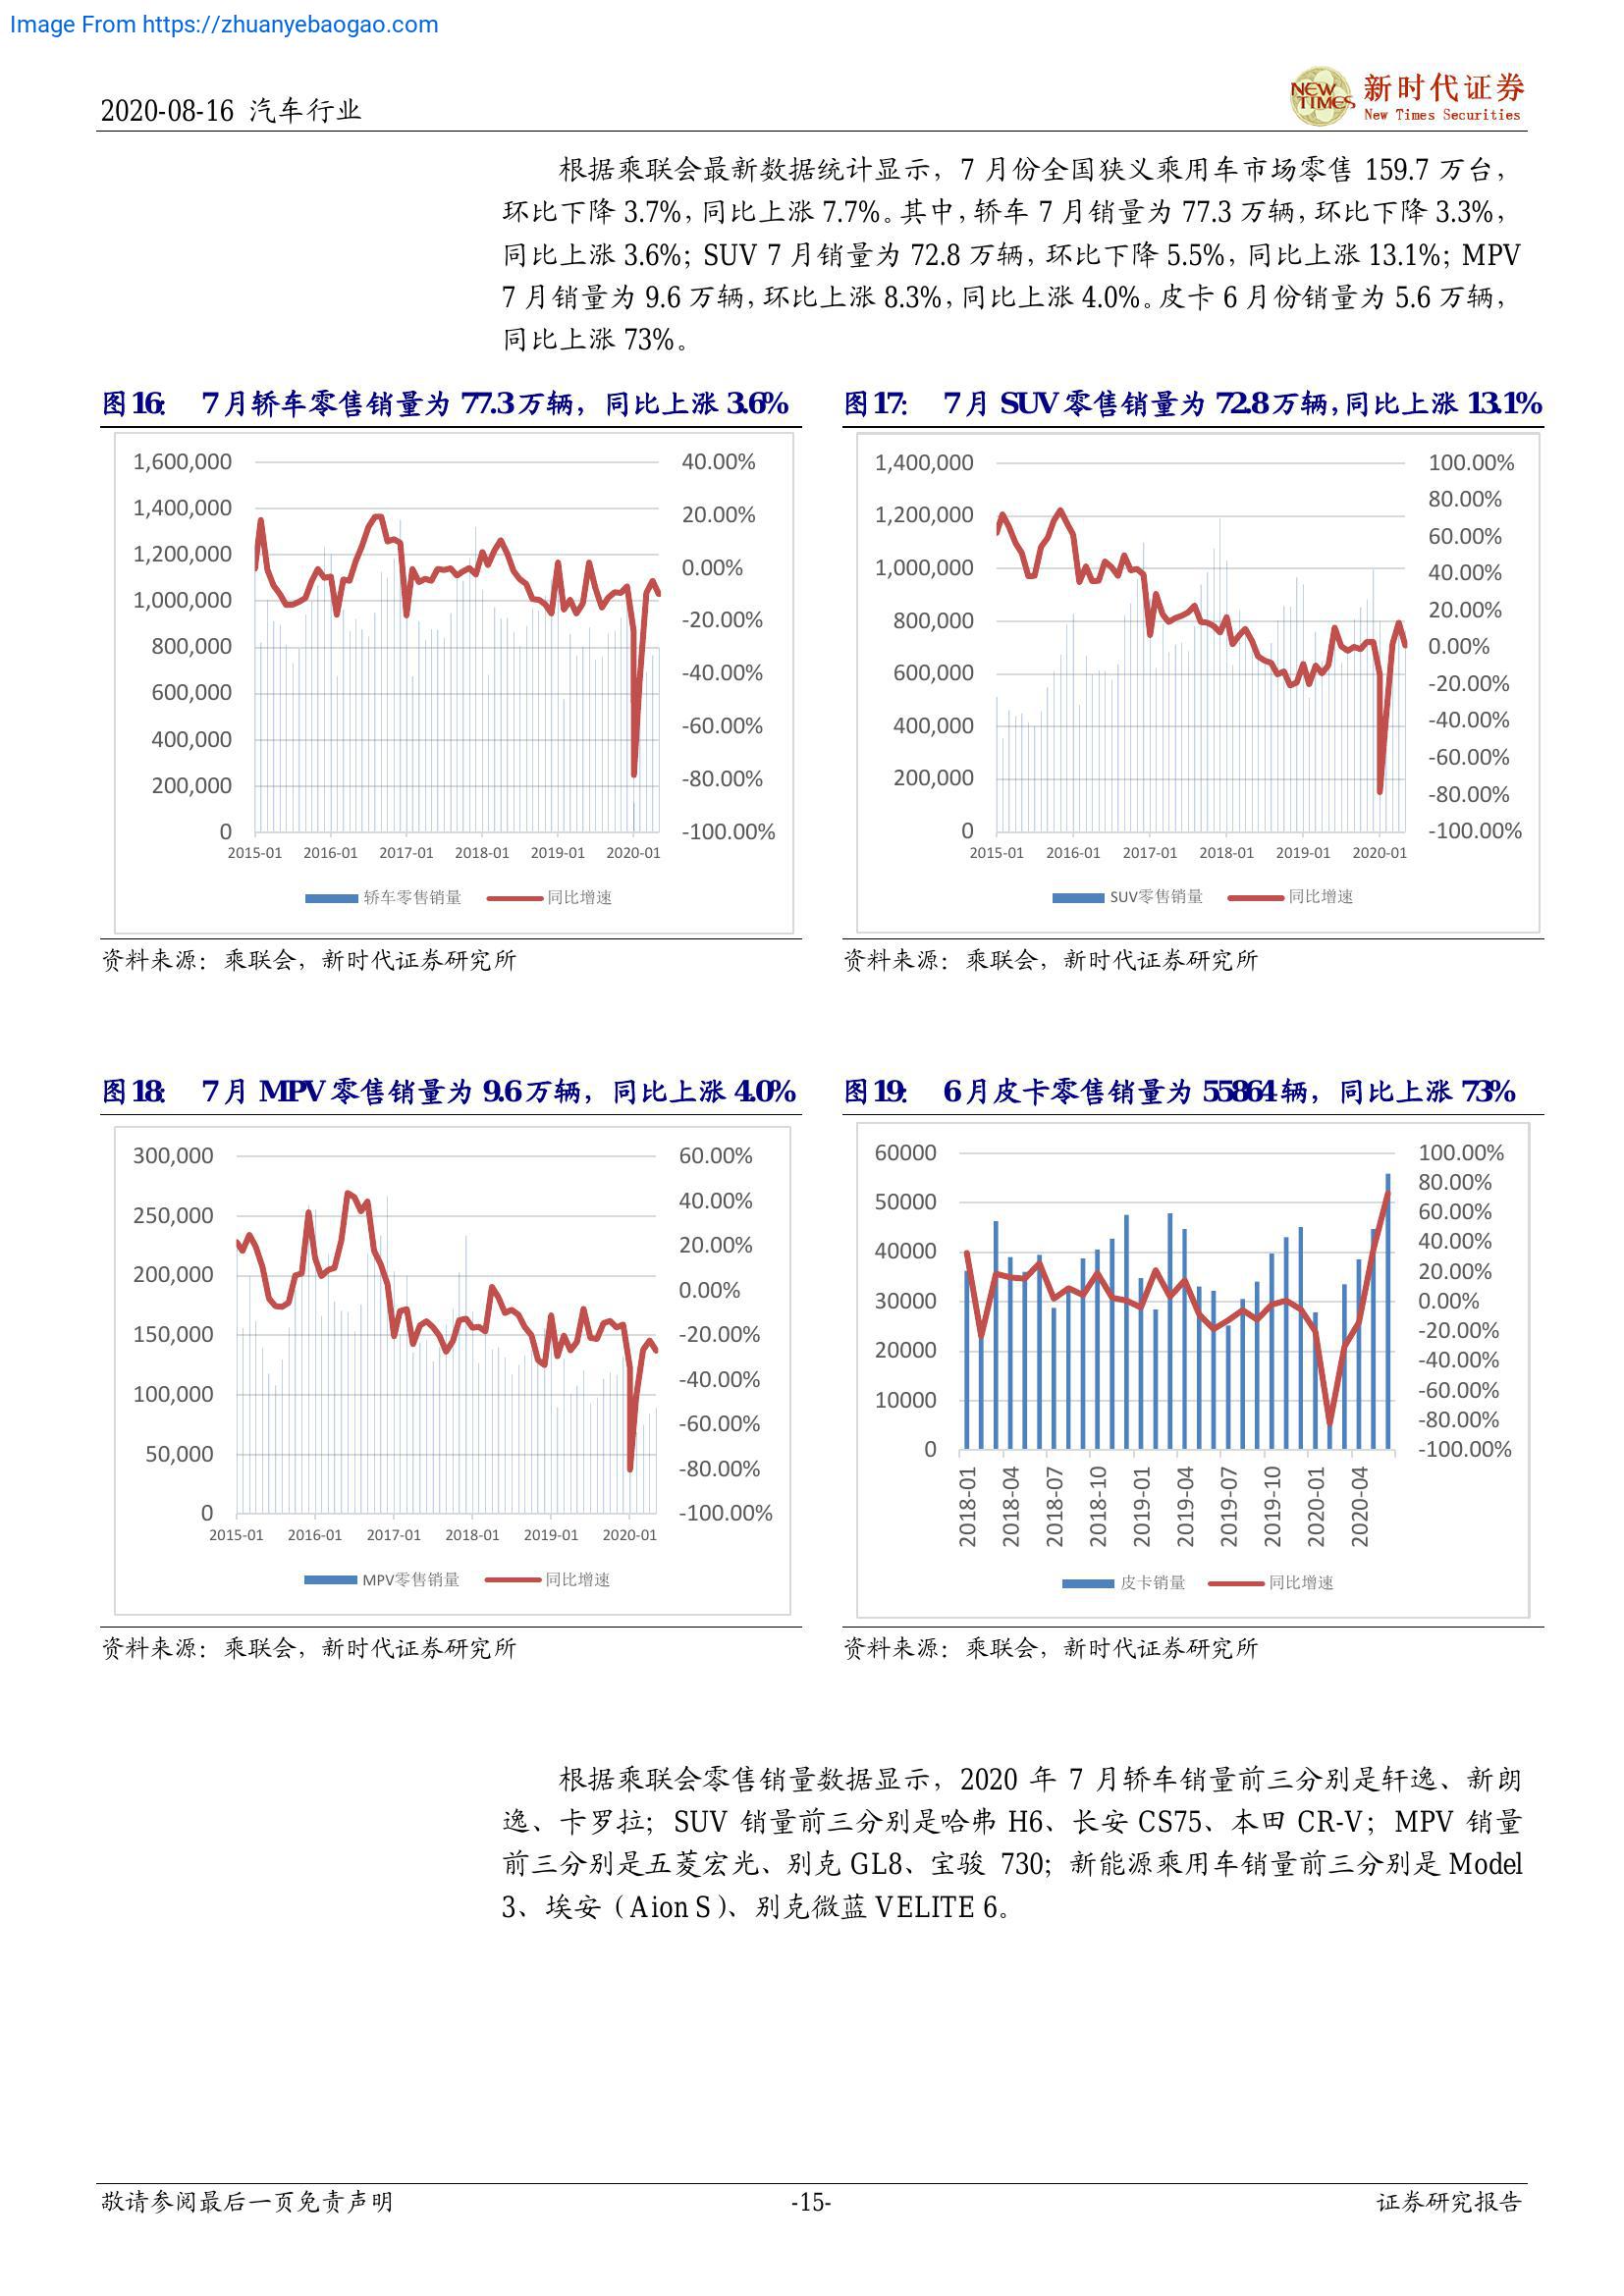 Image From https://zhuanyebaogao.com
2020-08-16 汽车行业
NEW TIMES
新时代证券
New Times Securities
根据乘联会最新数据统计显示，7 月份全国狭义乘用车市场零售 159.7 万台，
环比下降 3.7%，同比上涨 7.7%。其中，轿车 7 月销量为 77.3 万辆，环比下降 3.3%，
同比上涨 3.6%；SUV 7 月销量为 72.8 万辆，环比下降 5.5%，同比上涨 13.1%；MPV
7 月销量为 9.6 万辆，环比上涨 8.3%，同比上涨 4.0%。皮卡 6 月份销量为 5.6 万辆，
同比上涨 73%。
图16： 7 月轿车零售销量为 77.3 万辆，同比上涨 3.6%
1,600,000
1,400,000
1,200,000
1,000,000
800,000
600,000
400,000
200,000
0
40.00%
20.00%
0.00%
-20.00%
-40.00%
-60.00%
-80.00%
-100.00%
2015-01 2016-01 2017-01 2018-01 2019-01 2020-01
轿车零售销量 同比增速
资料来源：乘联会，新时代证券研究所
图17： 7 月 SUV 零售销量为 72.8 万辆，同比上涨 13.1%
1,400,000
1,200,000
1,000,000
800,000
600,000
400,000
200,000
0
100.00%
80.00%
60.00%
40.00%
20.00%
0.00%
-20.00%
-40.00%
-60.00%
-80.00%
-100.00%
2015-01 2016-01 2017-01 2018-01 2019-01 2020-01
SUV零售销量 同比增速
资料来源：乘联会，新时代证券研究所
图18： 7 月 MPV 零售销量为 9.6 万辆，同比上涨 4.0%
300,000
250,000
200,000
150,000
100,000
50,000
0
60.00%
40.00%
20.00%
0.00%
-20.00%
-40.00%
-60.00%
-80.00%
-100.00%
2015-01 2016-01 2017-01 2018-01 2019-01 2020-01
MPV零售销量 同比增速
资料来源：乘联会，新时代证券研究所
图19： 6 月皮卡零售销量为 55864 辆，同比上涨 73%
60000
50000
40000
30000
20000
10000
0
100.00%
80.00%
60.00%
40.00%
20.00%
0.00%
-20.00%
-40.00%
-60.00%
-80.00%
-100.00%
2018-01 2018-04 2018-07 2018-10 2019-01 2019-04 2019-07 2019-10 2020-01 2020-04
皮卡销量 同比增速
资料来源：乘联会，新时代证券研究所
根据乘联会零售销量数据显示，2020 年 7 月轿车销量前三分别是轩逸、新朗
逸、卡罗拉；SUV 销量前三分别是哈弗 H6、长安 CS75、本田 CR-V；MPV 销量
前三分别是五菱宏光、别克 GL8、宝骏 730；新能源乘用车销量前三分别是 Model
3、埃安（Aion S）、别克微蓝 VELITE 6。
敬请参阅最后一页免责声明
-15-
证券研究报告